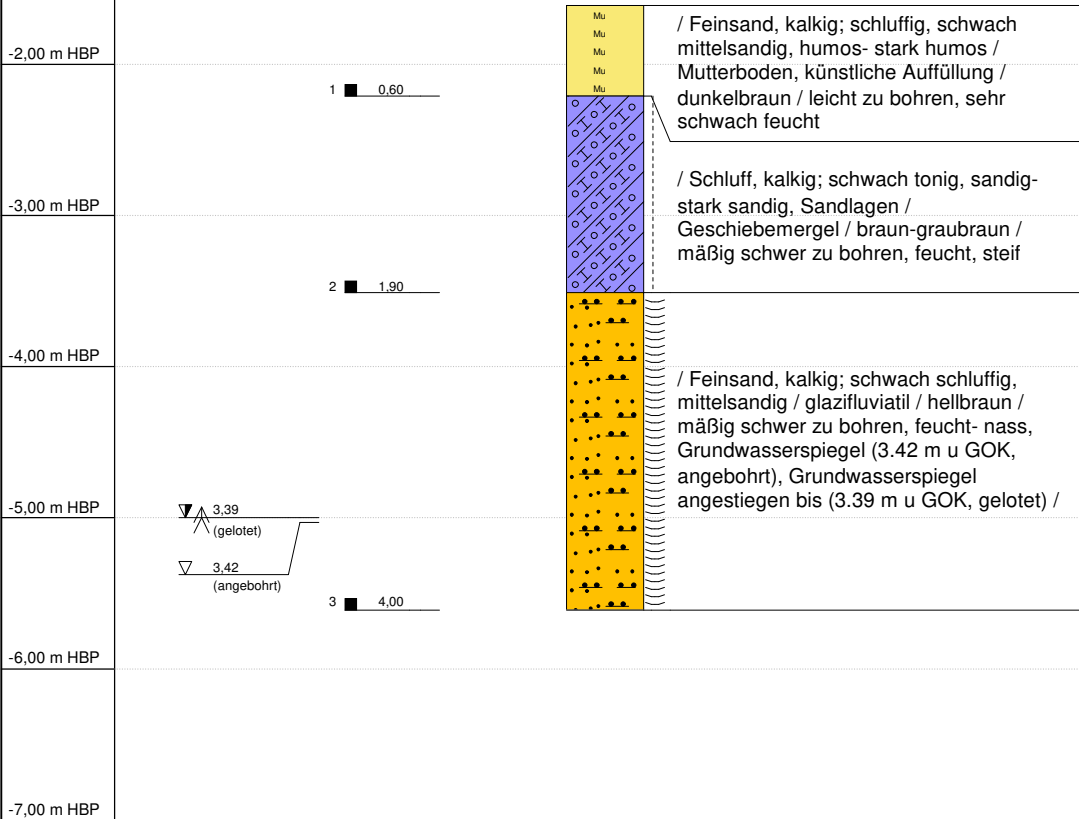 -2,00 m HBP
-3,00 m HBP
-4,00 m HBP
-5,00 m HBP
-6,00 m HBP
-7,00 m HBP
1 0,60
2 1,90
3 4,00
3,39
(gelotet)
3,42
(angebohrt)
Mu
Mu
Mu
Mu
Mu
/ Feinsand, kalkig; schluffig, schwach
mittelsandig, humos- stark humos /
Mutterboden, künstliche Auffüllung /
dunkelbraun / leicht zu bohren, sehr
schwach feucht
/ Schluff, kalkig; schwach tonig, sandig-
stark sandig, Sandlagen /
Geschiebemergel / braun-graubraun /
mäßig schwer zu bohren, feucht, steif
/ Feinsand, kalkig; schwach schluffig,
mittelsandig / glazifluviatil / hellbraun /
mäßig schwer zu bohren, feucht- nass,
Grundwasserspiegel (3.42 m u GOK,
angebohrt), Grundwasserspiegel
angestiegen bis (3.39 m u GOK, gelotet) /